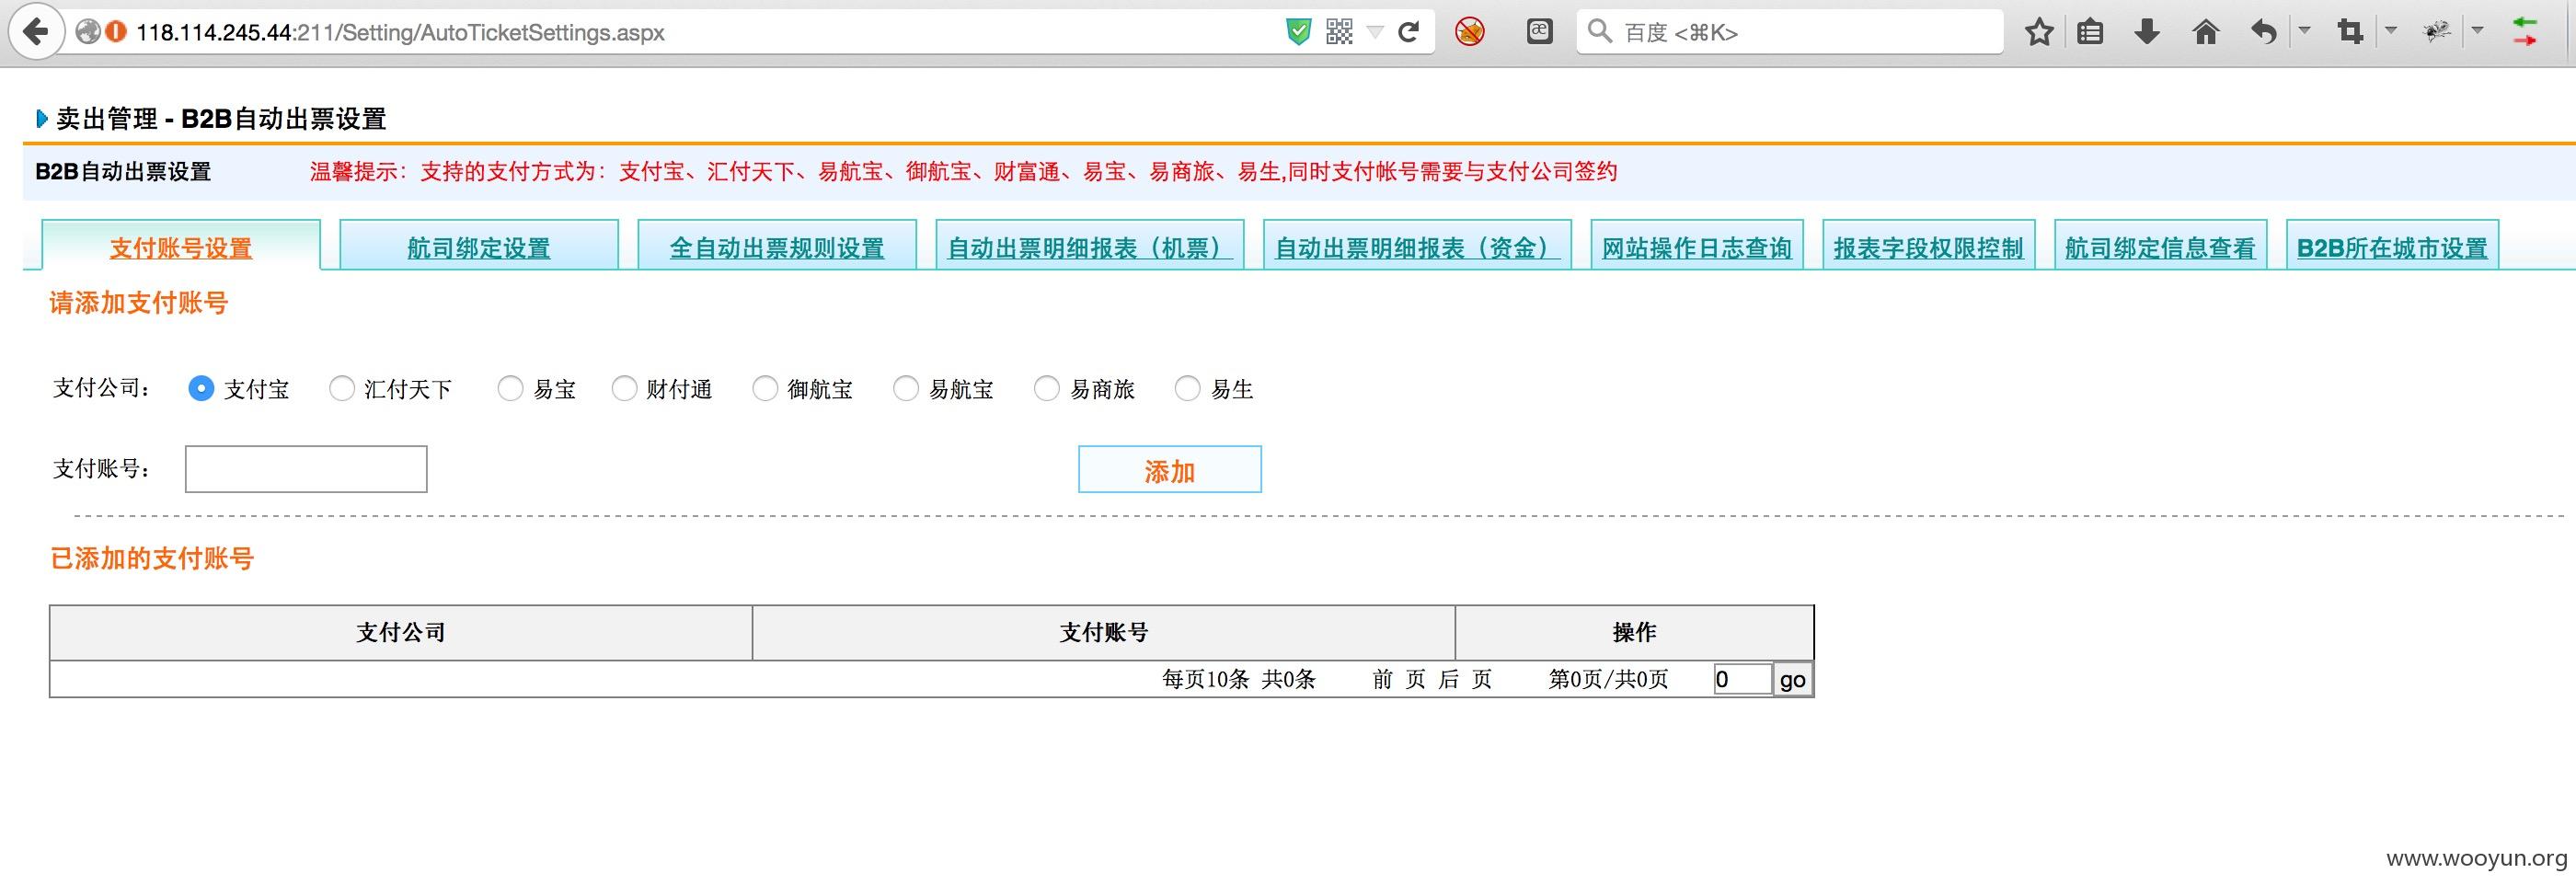 118.114.245.44:211/Setting/AutoTicketSettings.aspx
百度 <⌘K>
卖出管理 - B2B自动出票设置
B2B自动出票设置 温馨提示：支持的支付方式为：支付宝、汇付天下、易航宝、御航宝、财富通、易宝、易商旅、易生,同时支付帐号需要与支付公司签约
支付账号设置 航司绑定设置 全自动出票规则设置 自动出票明细报表（机票） 自动出票明细报表（资金） 网站操作日志查询 报表字段权限控制 航司绑定信息查看 B2B所在城市设置
请添加支付账号
支付公司： 支付宝 汇付天下 易宝 财付通 御航宝 易航宝 易商旅 易生
支付账号： 添加
已添加的支付账号
支付公司 支付账号 操作
每页10条 共0条 前 页 后 页 第0页/共0页 0 go
www.wooyun.org